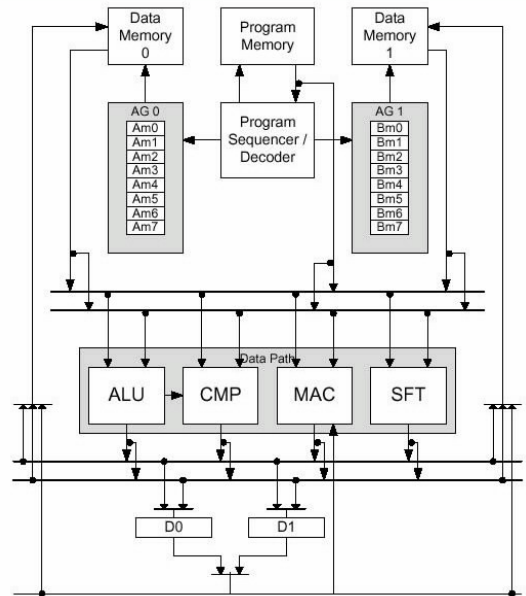 Data
Memory
0
Program
Memory
Data
Memory
1
AG 0
Am0
Am1
Am2
Am3
Am4
Am5
Am6
Am7
Program
Sequencer /
Decoder
AG 1
Bm0
Bm1
Bm2
Bm3
Bm4
Bm5
Bm6
Bm7
Data Path
ALU
CMP
MAC
SFT
D0
D1